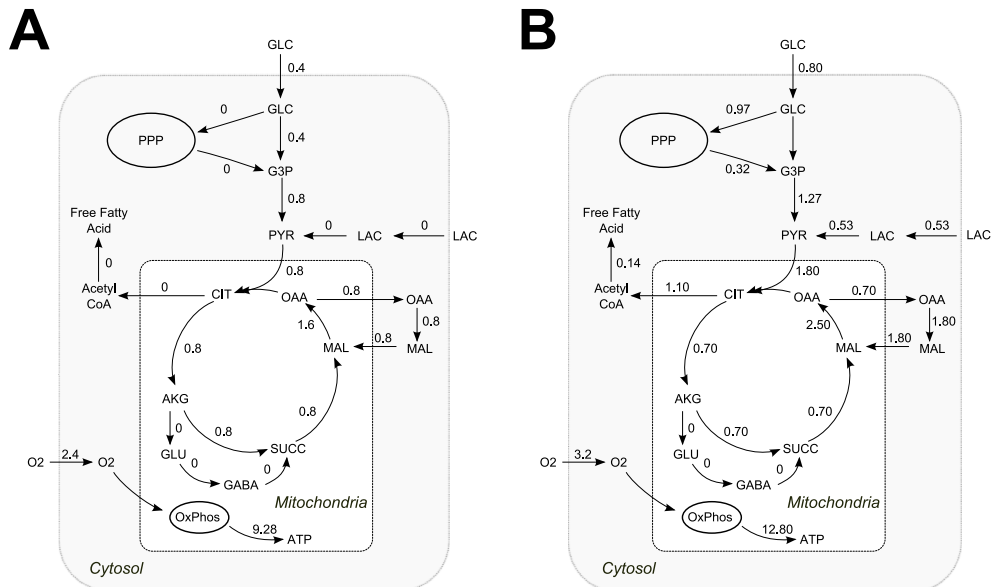 A
GLC
0.4
GLC
0
0.4
PPP
0
G3P
0.8
Free Fatty
Acid
PYR
0
LAC
0
LAC
0
0.8
Acetyl
CoA
0
CIT
OAA
0.8
OAA
1.6
0.8
0.8
MAL
0.8
MAL
AKG
0.8
0
0.8
GLU
SUCC
0
0
GABA
O2
2.4
O2
Mitochondria
OxPhos
9.28
ATP
Cytosol
B
GLC
0.80
GLC
0.97
PPP
0.32
G3P
1.27
Free Fatty
Acid
PYR
0.53
LAC
0.53
LAC
0.14
1.80
Acetyl
CoA
1.10
CIT
OAA
0.70
OAA
2.50
1.80
0.70
MAL
1.80
MAL
AKG
0.70
0
0.70
GLU
SUCC
0
0
GABA
O2
3.2
O2
Mitochondria
OxPhos
12.80
ATP
Cytosol